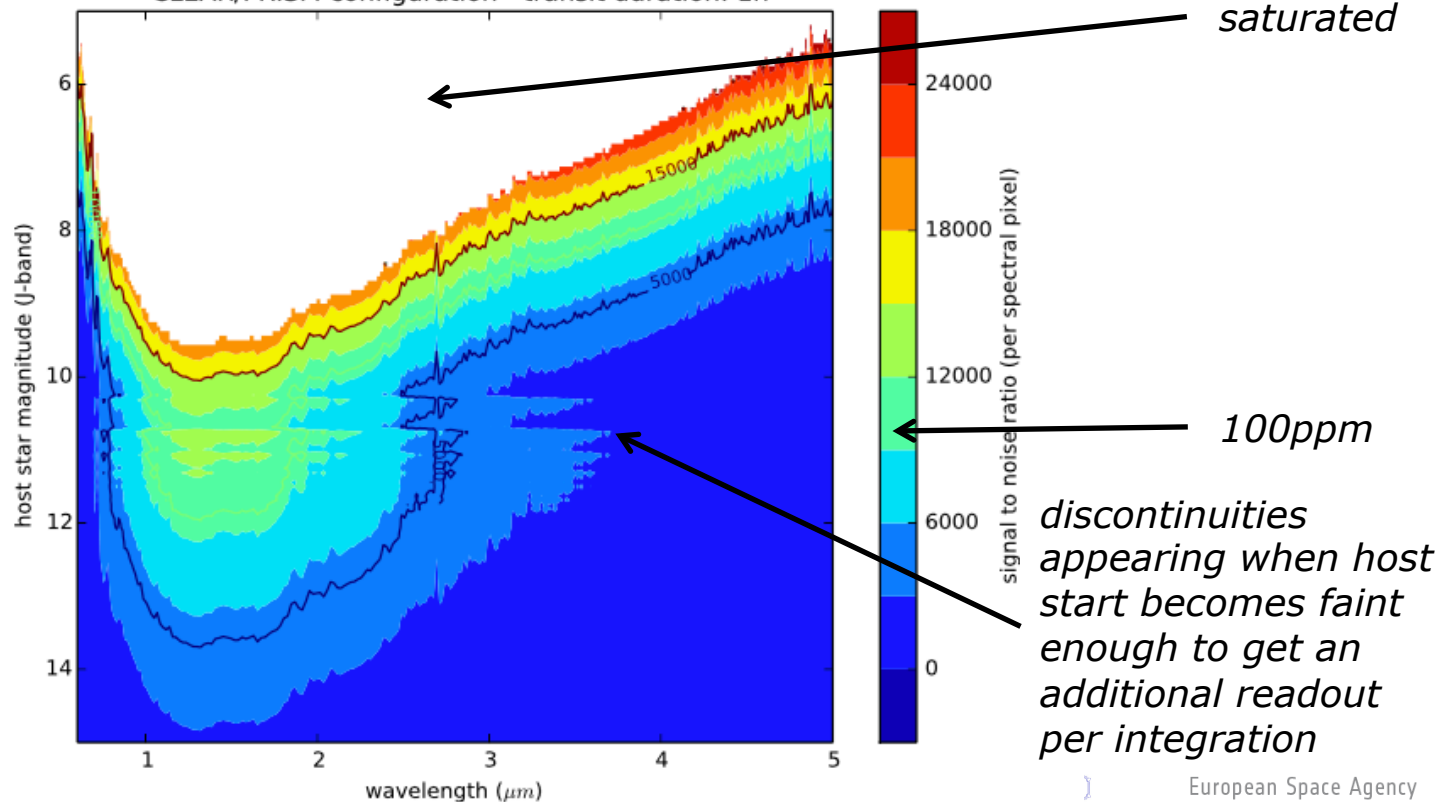 saturated
24000
18000
12000
6000
0
signal to noise ratio (per spectral pixel)
100ppm
discontinuities
appearing when host
start becomes faint
enough to get an
additional readout
per integration
host star magnitude (J-band)
6
8
10
12
14
15000
5000
1 2 3 4 5
wavelength (μm)
European Space Agency